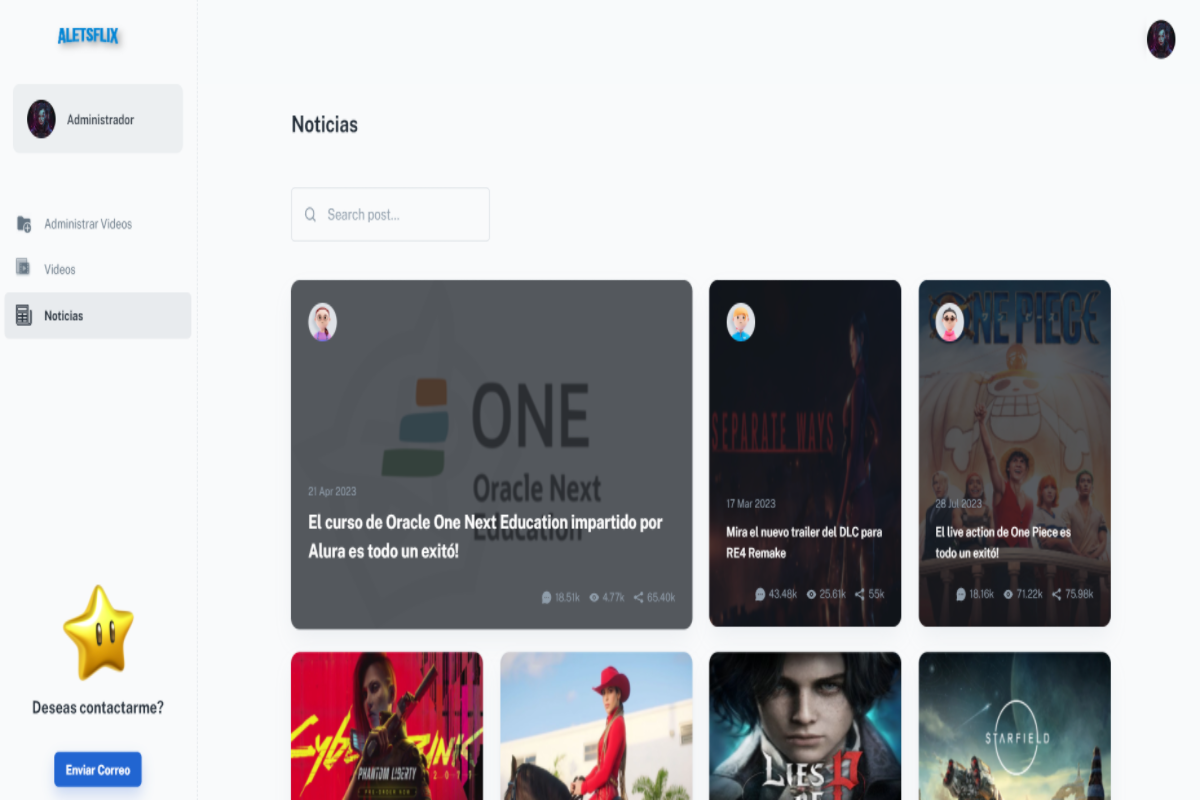 ALETSFLIX
Administrador
Administrar Videos
Videos
Noticias
Deseas contactarme?
Enviar Correo
Noticias
Search post...
ONE
Oracle Next
Education
21 Apr 2023
El curso de Oracle One Next Education impartido por
Alura es todo un exitó!
18.51k 4.77k 65.40k
SEPARATE WAYS
17 Mar 2023
Mira el nuevo trailer del DLC para
RE4 Remake
43.48k 25.61k 55k
ONE PIECE
28 Jul 2023
El live action de One Piece es
todo un exitó!
18.16k 71.22k 75.98k
Cyberpunk
2077
PHANTOM LIBERTY
PRE-ORDER NOW
LIES
OF
P
STARFIELD